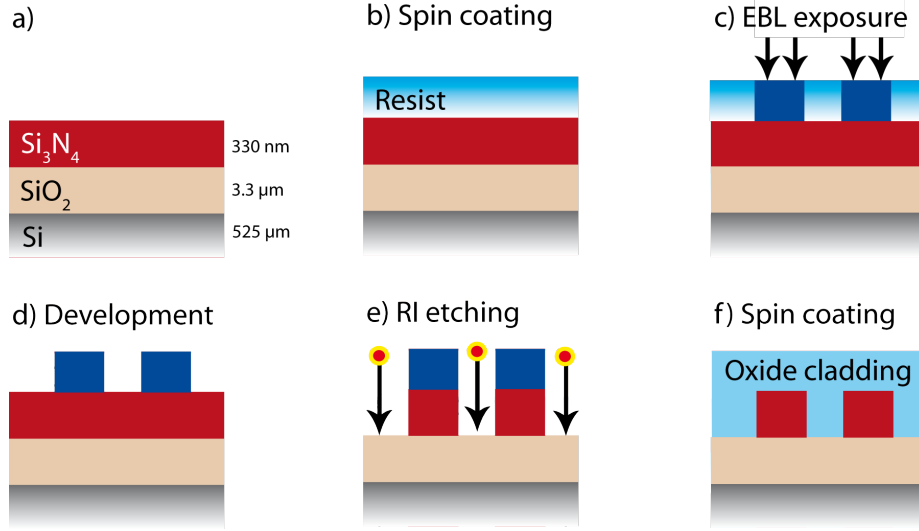 a)
Si₃N₄
330 nm
SiO₂
3.3 µm
Si
525 µm
b) Spin coating
Resist
c) EBL exposure
d) Development
e) RI etching
f) Spin coating
Oxide cladding